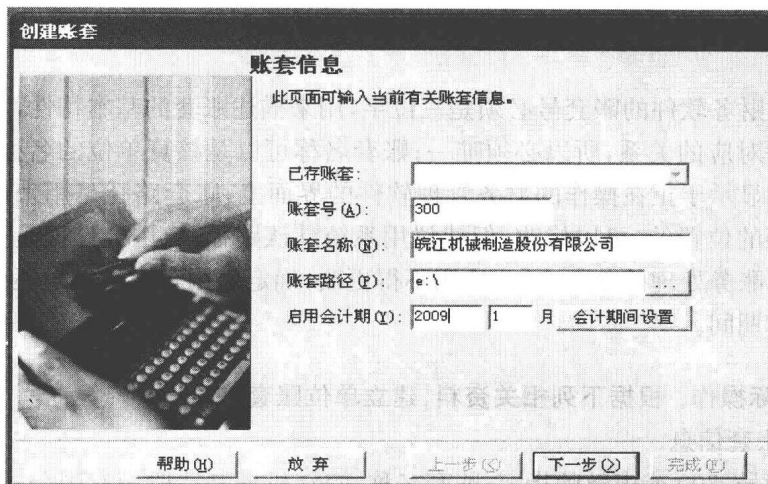 创建账套
账套信息
此页面可输入当前有关账套信息。
已存账套:
账套号(A): 300
账套名称(N): 皖江机械制造股份有限公司
账套路径(P): e:\
启用会计期(Y): 2009 1 月 会计期间设置
帮助(H) 放弃 上一步(<) 下一步(>) 完成(F)